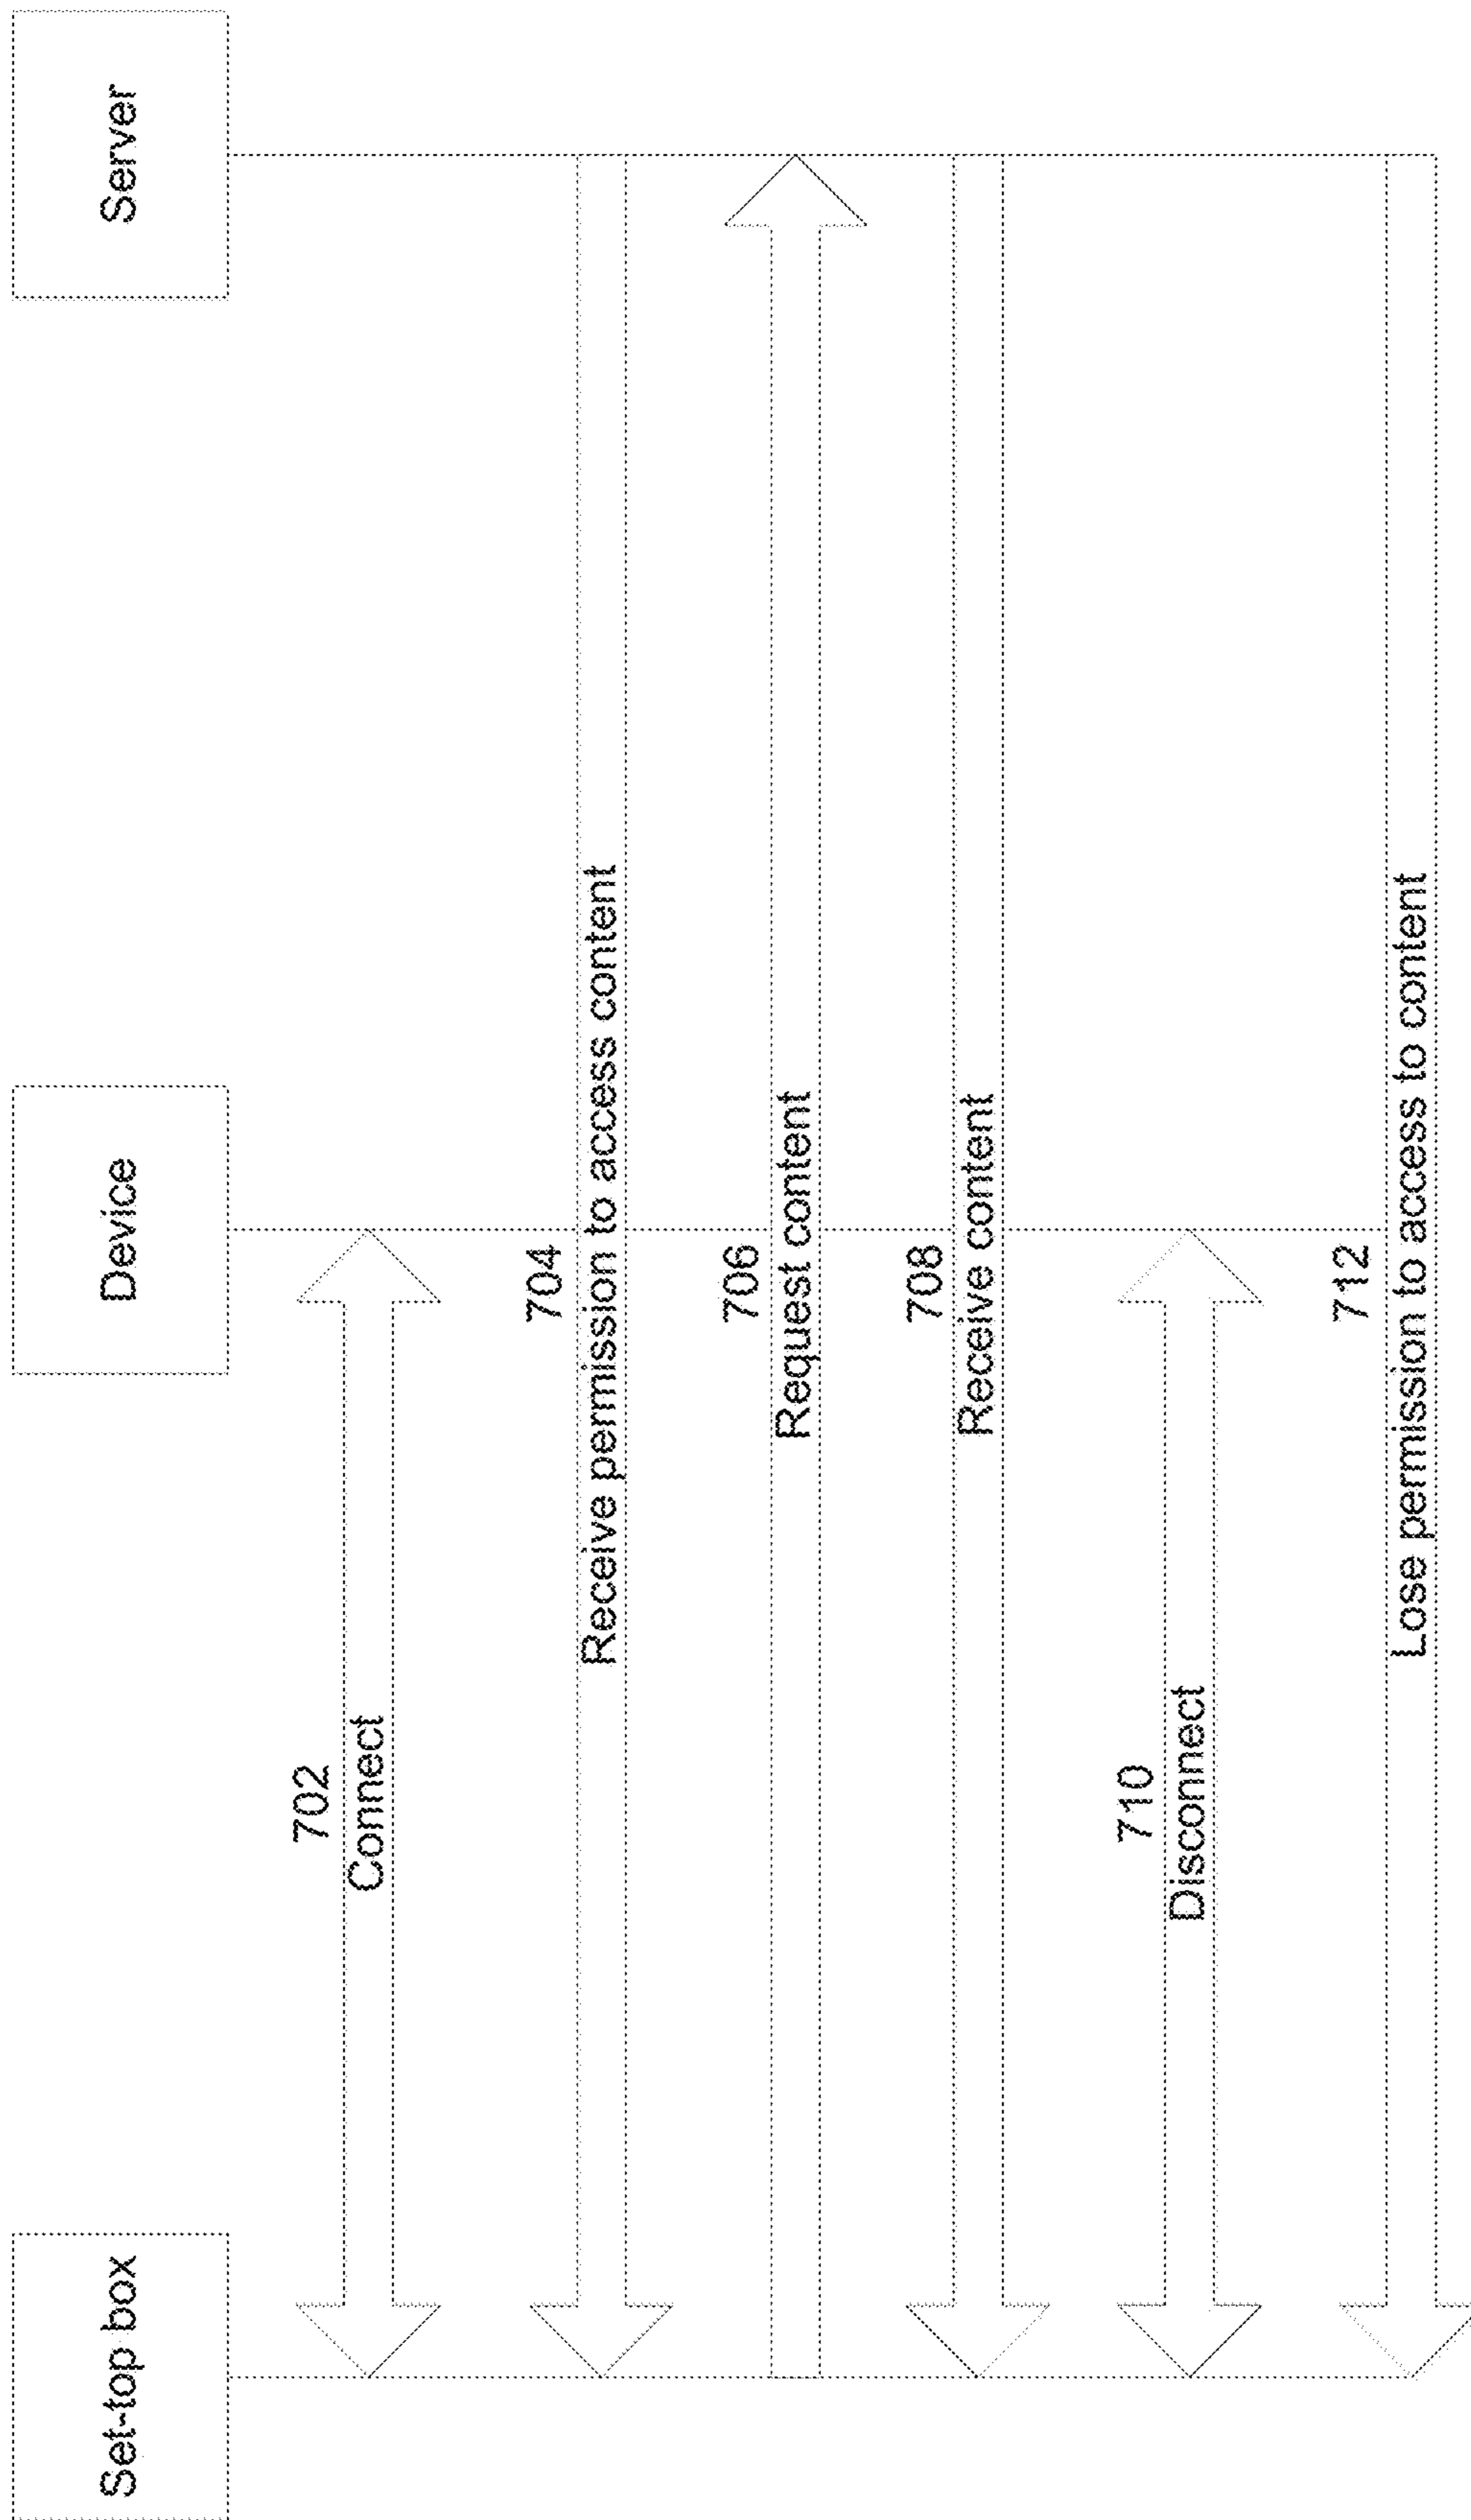 Set-top box
Device
Server
702
Connect
704
Receive permission to access content
706
Request content
708
Receive content
710
Disconnect
712
Lose permission to access to content